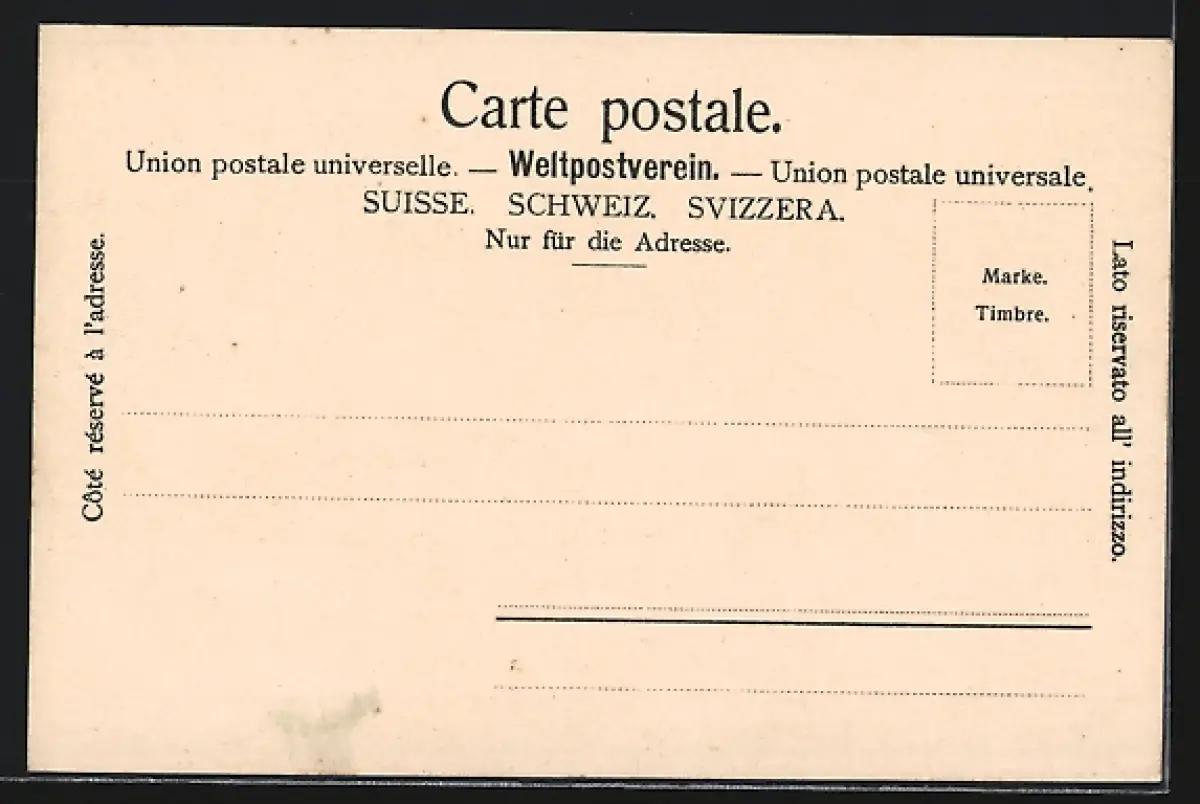 Carte postale.
Union postale universelle. — Weltpostverein. — Union postale universale.
SUISSE. SCHWEIZ. SVIZZERA.
Nur für die Adresse.
Marke.
Timbre.
Côté réservé à l'adresse.
Lato riservato all' indirizzo.